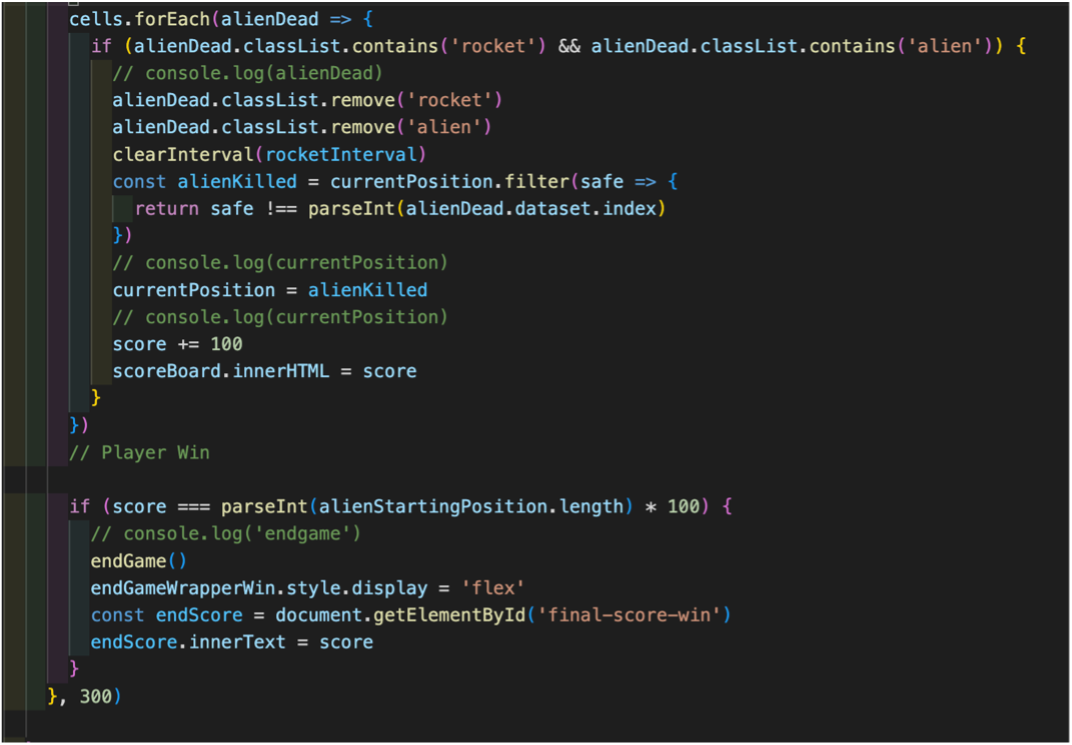 cells.forEach(alienDead => {
if (alienDead.classList.contains('rocket') && alienDead.classList.contains('alien')) {
// console.log(alienDead)
alienDead.classList.remove('rocket')
alienDead.classList.remove('alien')
clearInterval(rocketInterval)
const alienKilled = currentPosition.filter(safe => {
return safe !== parseInt(alienDead.dataset.index)
})
// console.log(currentPosition)
currentPosition = alienKilled
// console.log(currentPosition)
score += 100
scoreBoard.innerHTML = score
}
})
// Player Win
if (score === parseInt(alienStartingPosition.length) * 100) {
// console.log('endgame')
endGame()
endGameWrapperWin.style.display = 'flex'
const endScore = document.getElementById('final-score-win')
endScore.innerText = score
}
}, 300)